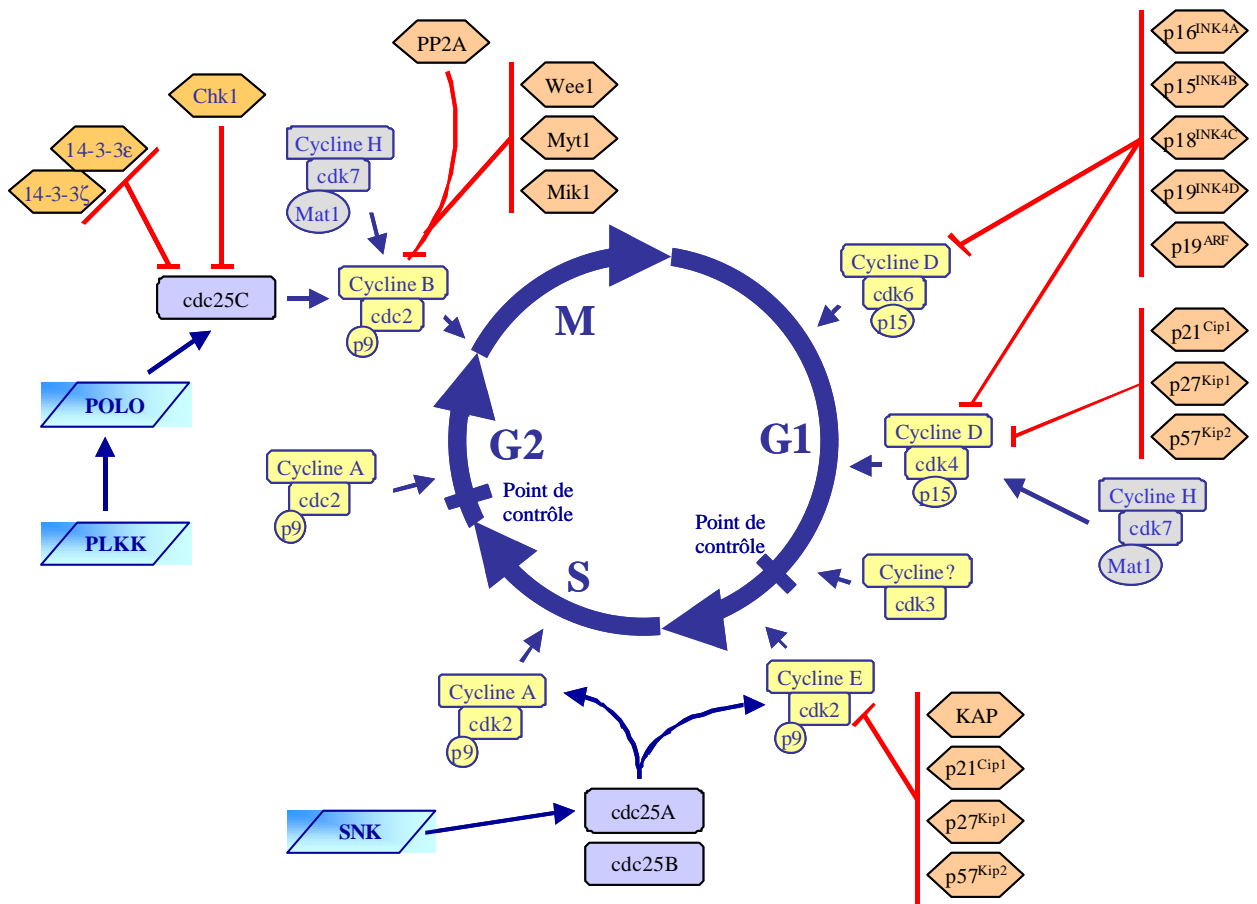 PP2A
Wee1
Myt1
Mik1
Chk1
14-3-3ε
14-3-3ζ
Cycline H
cdk7
Mat1
cdc25C
Cycline B
cdc2
p9
POLO
PLKK
Cycline A
cdc2
p9
M
G1
G2
S
Point de
contrôle
Point de
contrôle
p16INK4A
p15INK4B
p18INK4C
p19INK4D
p19ARF
Cycline D
cdk6
p15
p21Cip1
p27Kip1
p57Kip2
Cycline D
cdk4
p15
Cycline H
cdk7
Mat1
Cycline?
cdk3
Cycline A
cdk2
p9
Cycline E
cdk2
p9
KAP
p21Cip1
p27Kip1
p57Kip2
SNK
cdc25A
cdc25B